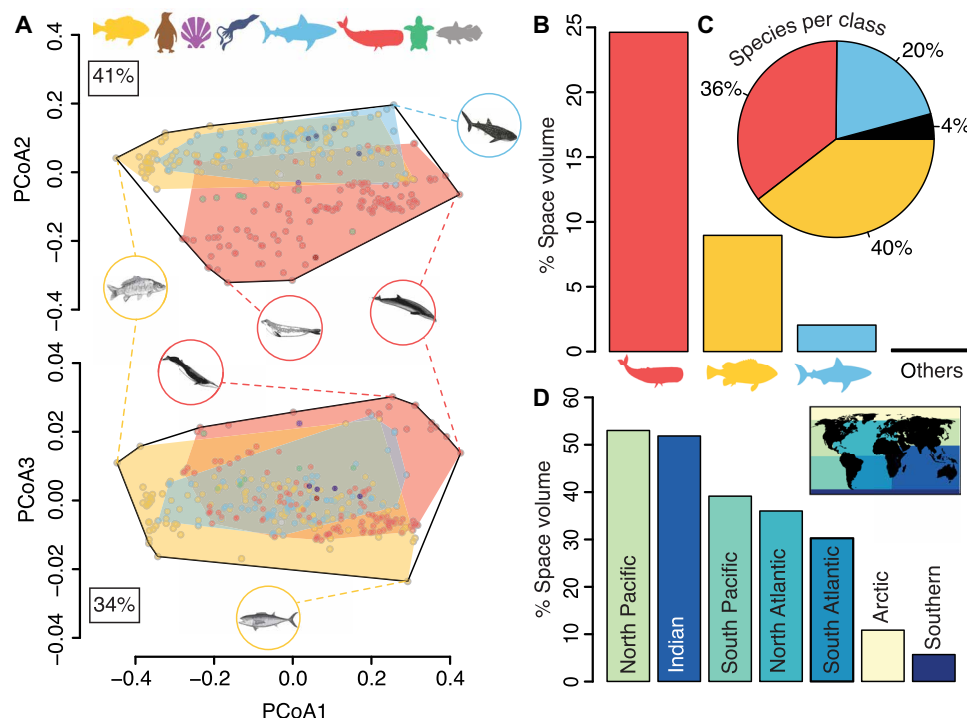 A
0.4
0.2
0.0
−0.2
−0.4
PCoA2
41%
0.04
0.02
0.00
−0.02
−0.04
PCoA3
34%
−0.4
−0.2
0.0
0.2
0.4
PCoA1
B
25
20
15
10
5
0
% Space volume
Others
C
Species per class
20%
36%
4%
40%
D
60
50
40
30
20
10
0
% Space volume
North Pacific
Indian
South Pacific
North Atlantic
South Atlantic
Arctic
Southern